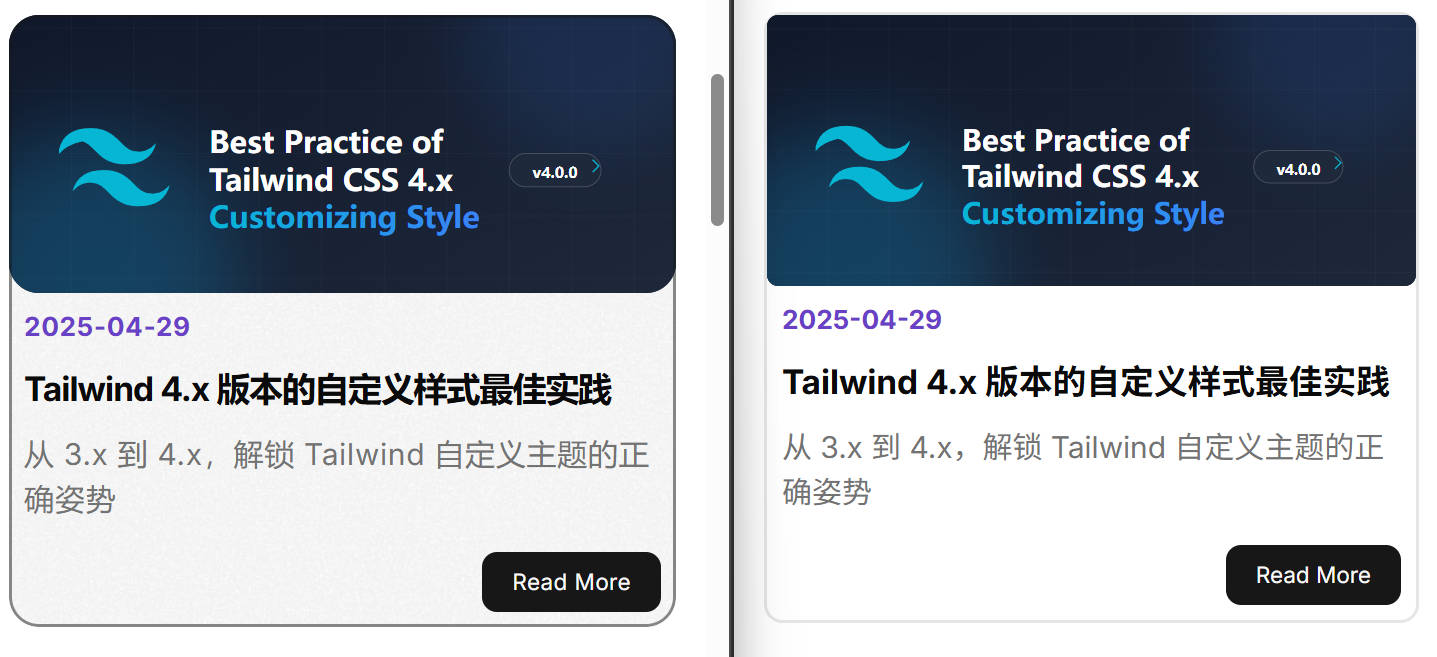 Best Practice of
Tailwind CSS 4.x
Customizing Style
v4.0.0
2025-04-29
Tailwind 4.x 版本的自定义样式最佳实践
从 3.x 到 4.x，解锁 Tailwind 自定义主题的正
确姿势
Read More
Best Practice of
Tailwind CSS 4.x
Customizing Style
v4.0.0
2025-04-29
Tailwind 4.x 版本的自定义样式最佳实践
从 3.x 到 4.x，解锁 Tailwind 自定义主题的正
确姿势
Read More